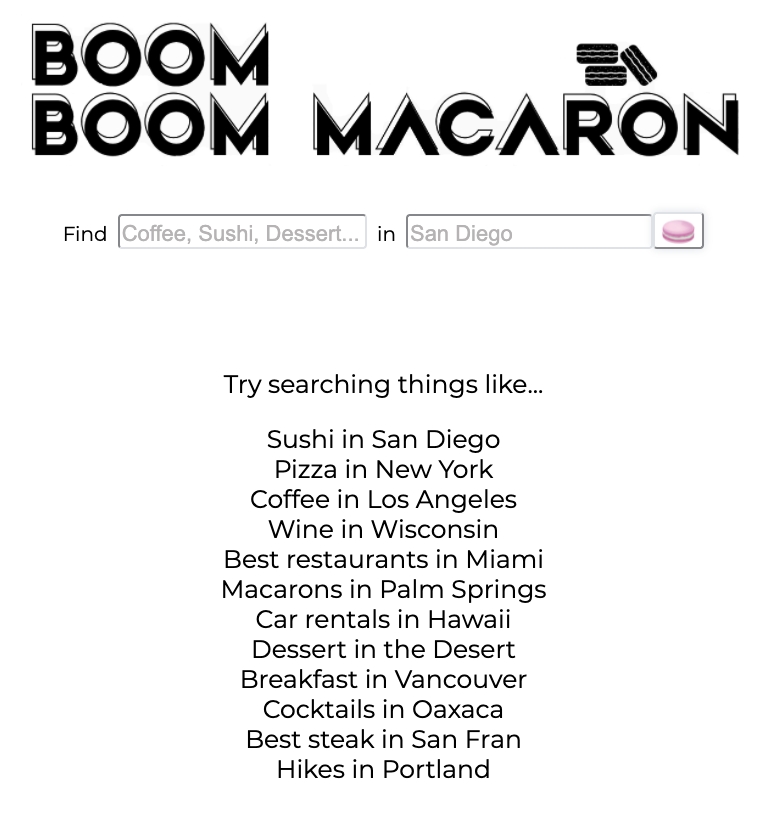 BOOM
BOOM MACARON
Find Coffee, Sushi, Dessert... in San Diego
Try searching things like...
Sushi in San Diego
Pizza in New York
Coffee in Los Angeles
Wine in Wisconsin
Best restaurants in Miami
Macarons in Palm Springs
Car rentals in Hawaii
Dessert in the Desert
Breakfast in Vancouver
Cocktails in Oaxaca
Best steak in San Fran
Hikes in Portland